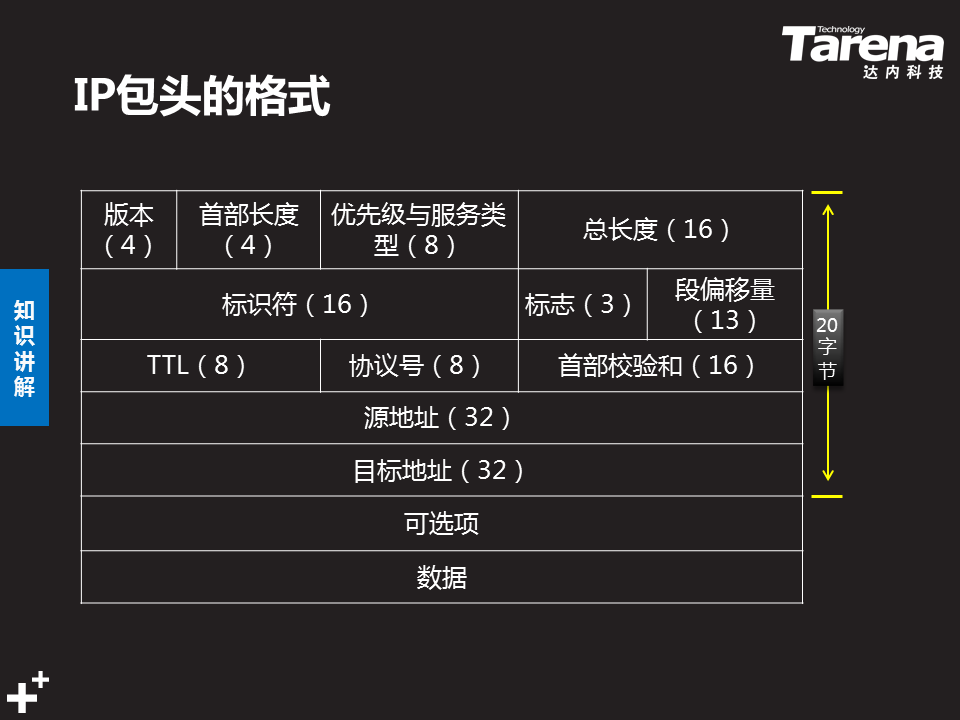 Technology
Tarena
达内科技
IP包头的格式
版本
（4）
首部长度
（4）
优先级与服务类
型（8）
总长度（16）
标识符（16）
标志（3）
段偏移量
（13）
TTL（8）
协议号（8）
首部校验和（16）
源地址（32）
目标地址（32）
可选项
数据
20
字
节
知
识
讲
解